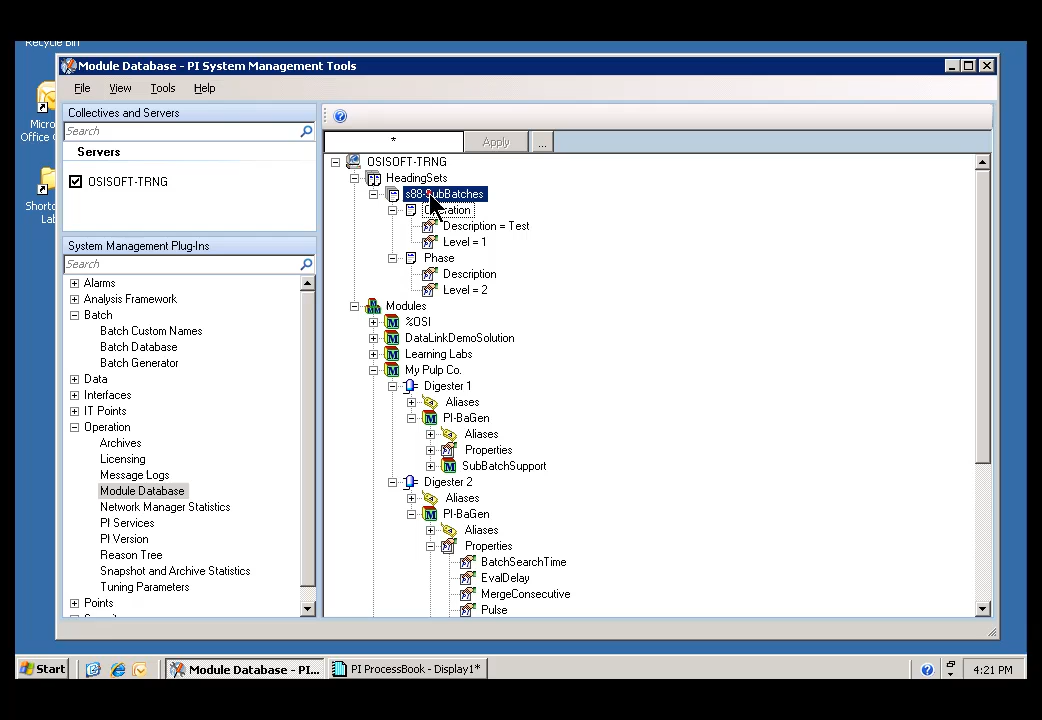 Recycle Bin
Module Database - PI System Management Tools
File View Tools Help
Collectives and Servers
Search
Servers
OSISOFT-TRNG
System Management Plug-Ins
Search
Alarms
Analysis Framework
Batch
Batch Custom Names
Batch Database
Batch Generator
Data
Interfaces
IT Points
Operation
Archives
Licensing
Message Logs
Module Database
Network Manager Statistics
PI Services
PI Version
Reason Tree
Snapshot and Archive Statistics
Tuning Parameters
Points
* Apply ...
OSISOFT-TRNG
HeadingSets
s88-SubBatches
Operation
Description = Test
Level = 1
Phase
Description
Level = 2
Modules
%OSI
DataLinkDemoSolution
Learning Labs
My Pulp Co.
Digester 1
Aliases
PI-BaGen
Aliases
Properties
SubBatchSupport
Digester 2
Aliases
PI-BaGen
Aliases
Properties
BatchSearchTime
EvalDelay
MergeConsecutive
Pulse
Micro
Office
Shortc
Lab
Start Module Database - PI... PI ProcessBook - Display1* 4:21 PM